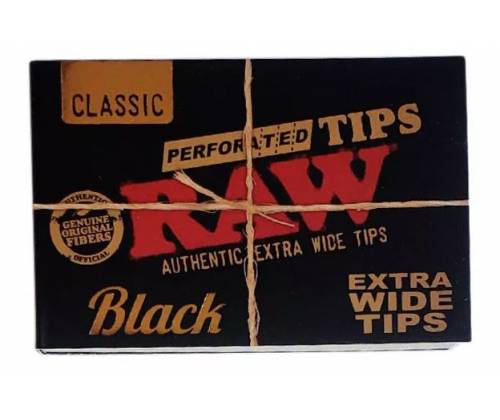 CLASSIC
PERFORATED TIPS
RAW
AUTHENTIC
GENUINE
ORIGINAL
FIBERS
OFFICIAL
AUTHENTIC EXTRA WIDE TIPS
Black
EXTRA
WIDE
TIPS